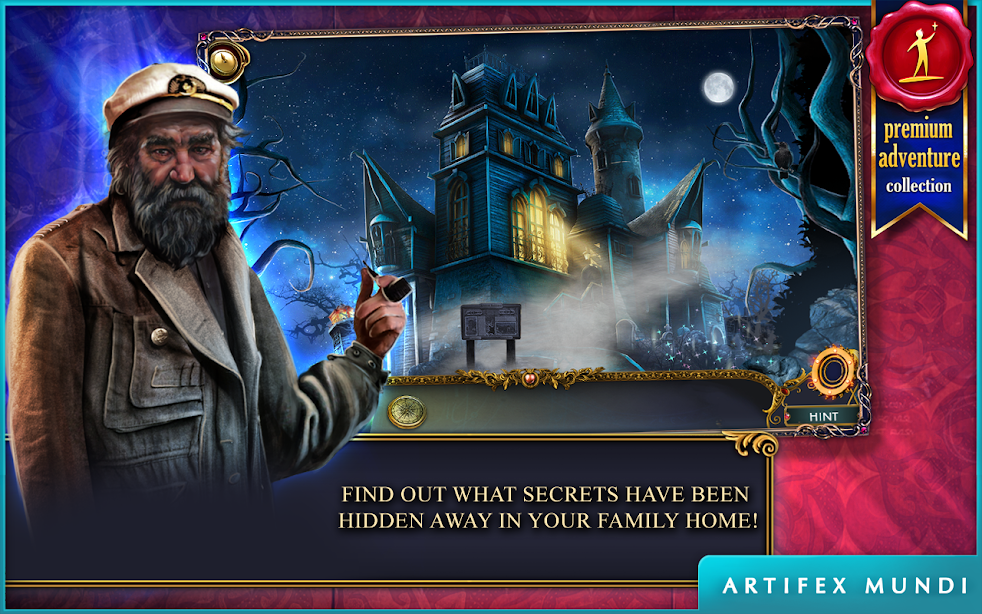 premium
adventure
collection
HINT
FIND OUT WHAT SECRETS HAVE BEEN
HIDDEN AWAY IN YOUR FAMILY HOME!
ARTIFEX MUNDI